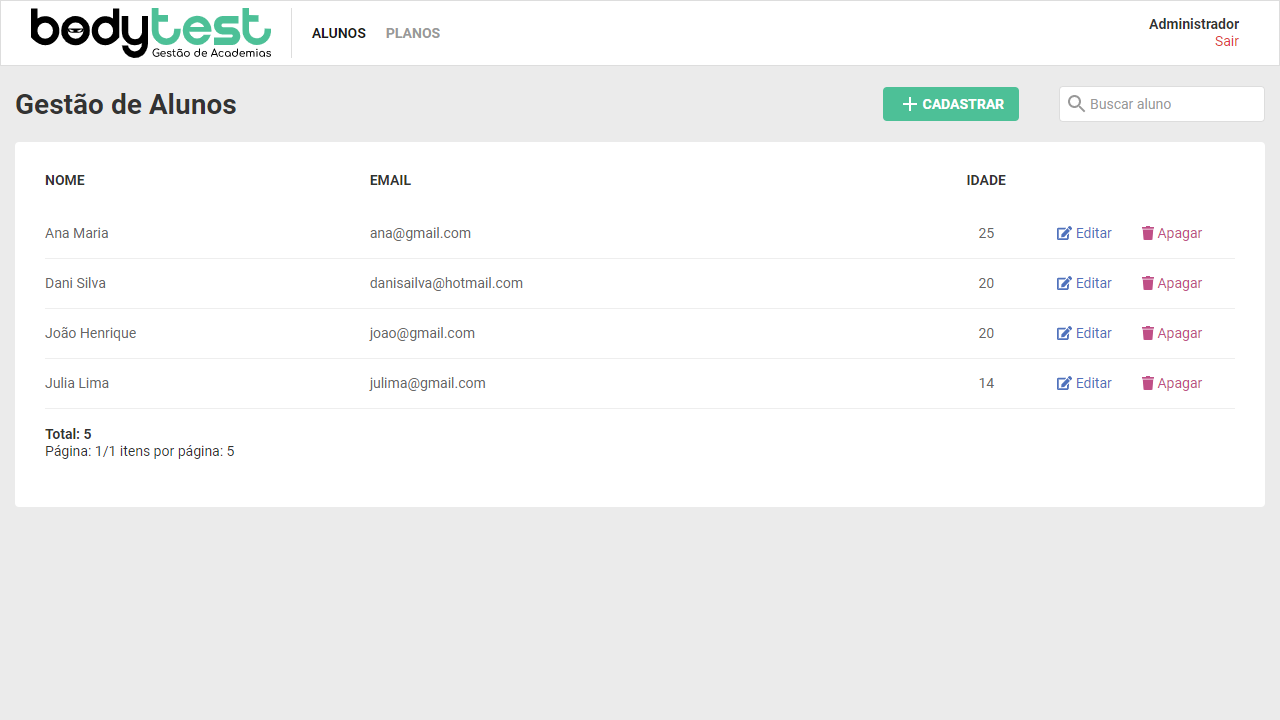 bodytest
Gestão de Academias
ALUNOS PLANOS
Administrador
Sair
Gestão de Alunos
CADASTRAR
Buscar aluno
NOME EMAIL IDADE
Ana Maria ana@gmail.com 25 Editar Apagar
Dani Silva danisailva@hotmail.com 20 Editar Apagar
João Henrique joao@gmail.com 20 Editar Apagar
Julia Lima julima@gmail.com 14 Editar Apagar
Total: 5
Página: 1/1 itens por página: 5